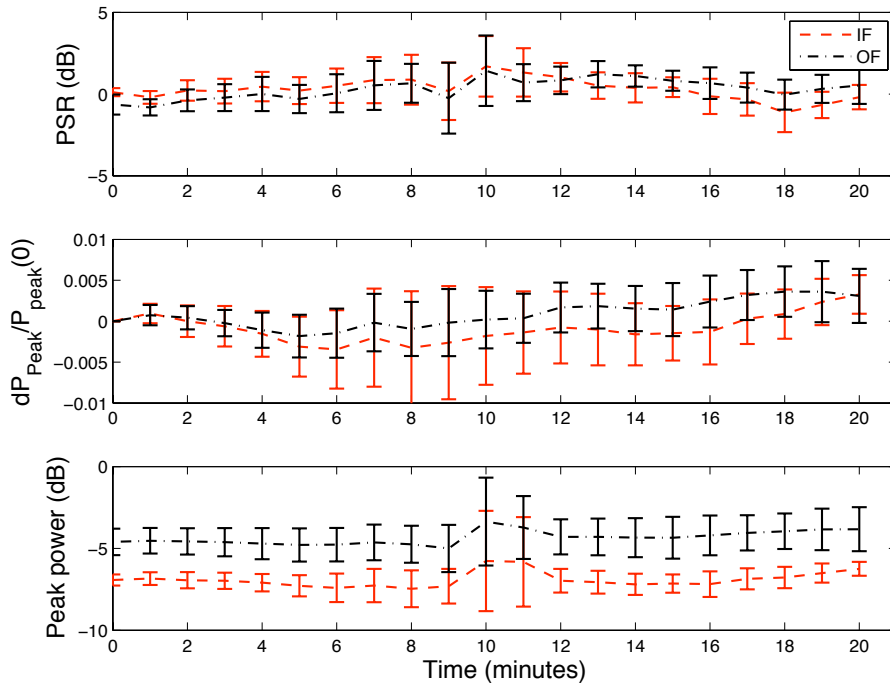 5
0
−5
PSR (dB)
IF
OF
0 2 4 6 8 10 12 14 16 18 20
0.01
0.005
0
−0.005
−0.01
dP_Peak/P_peak(0)
0 2 4 6 8 10 12 14 16 18 20
0
−5
−10
Peak power (dB)
0 2 4 6 8 10 12 14 16 18 20
Time (minutes)